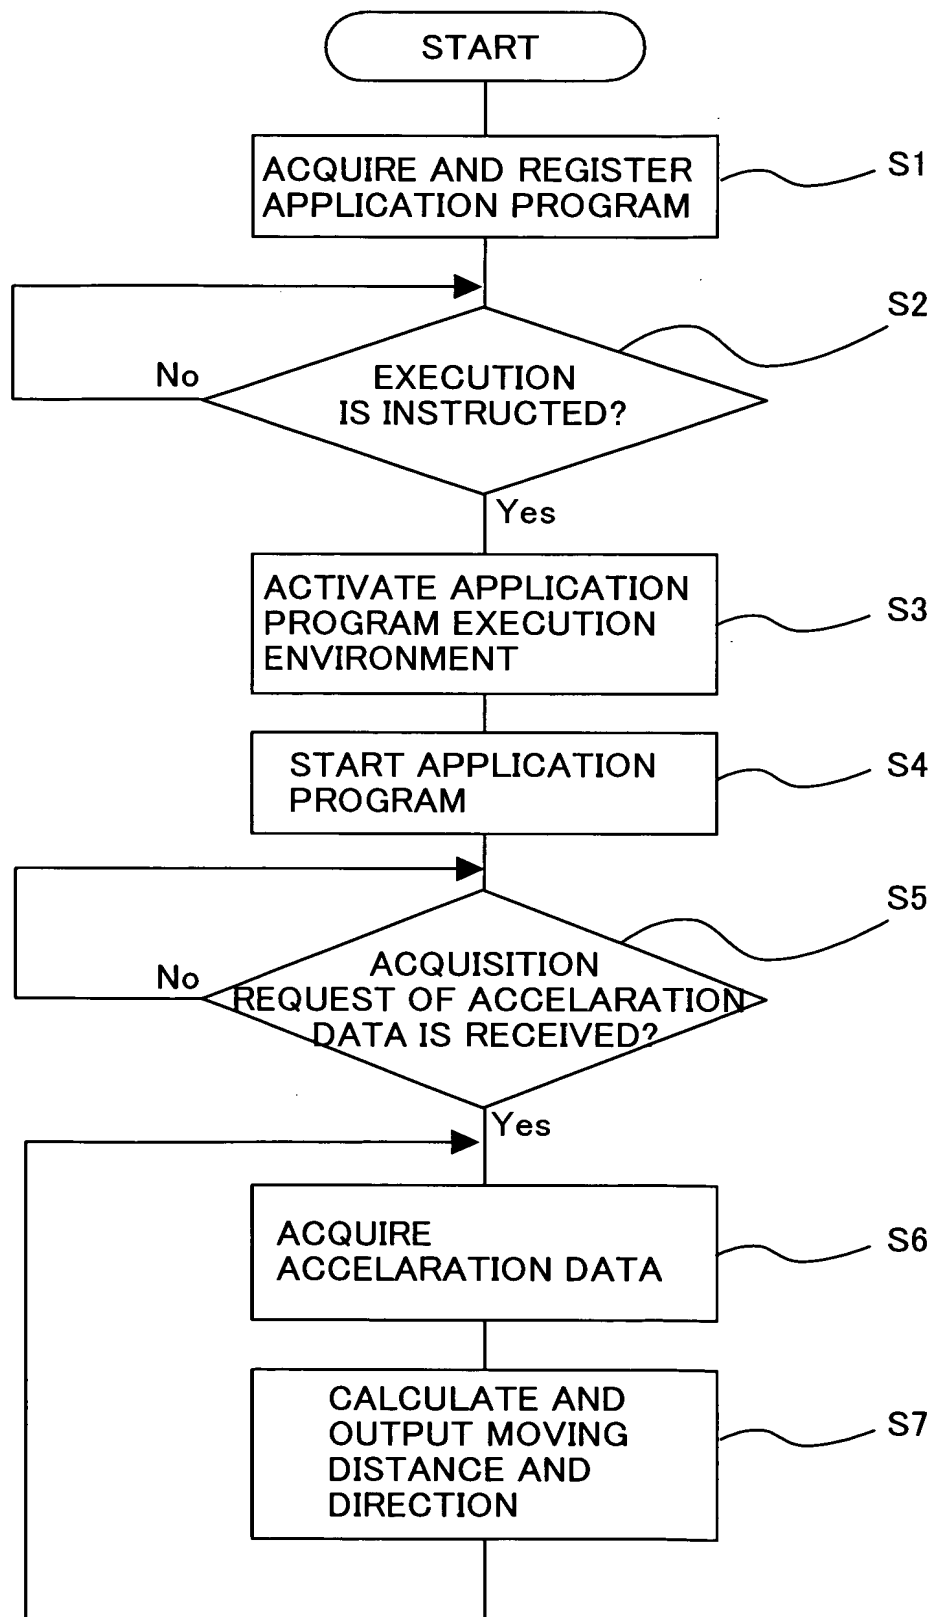 START
ACQUIRE AND REGISTER
APPLICATION PROGRAM
S1
S2
No
EXECUTION
IS INSTRUCTED?
Yes
ACTIVATE APPLICATION
PROGRAM EXECUTION
ENVIRONMENT
S3
START APPLICATION
PROGRAM
S4
S5
No
ACQUISITION
REQUEST OF ACCELARATION
DATA IS RECEIVED?
Yes
ACQUIRE
ACCELARATION DATA
S6
CALCULATE AND
OUTPUT MOVING
DISTANCE AND
DIRECTION
S7